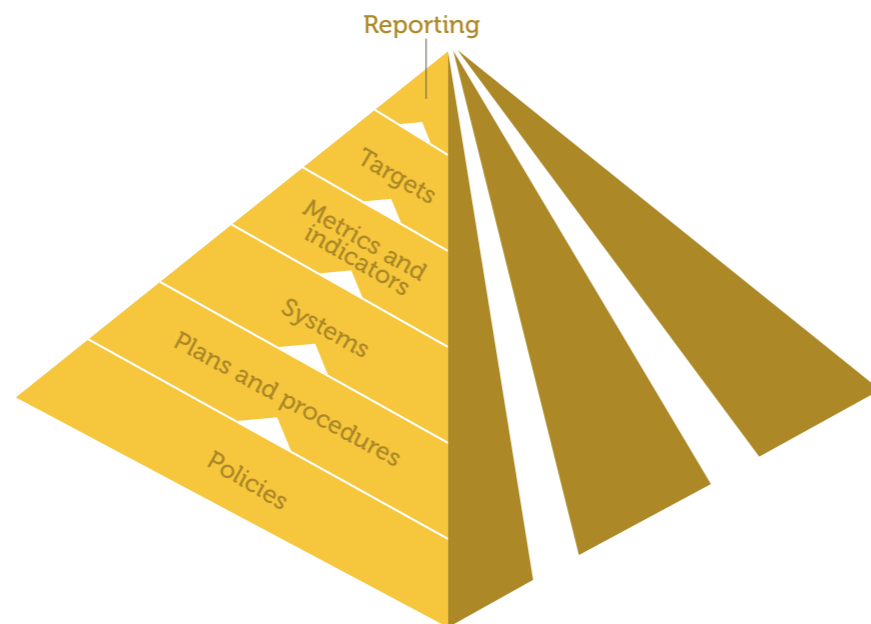 Reporting
Targets
Metrics and
indicators
Systems
Plans and procedures
Policies